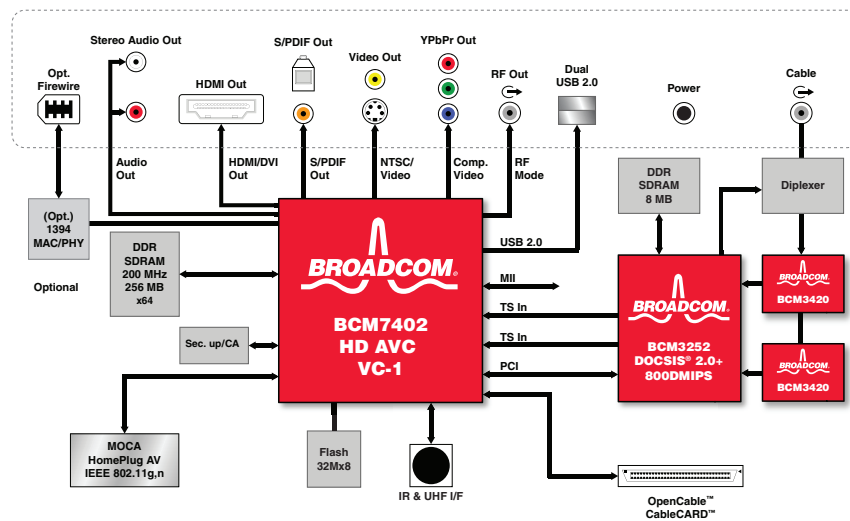 Stereo Audio Out
S/PDIF Out
YPbPr Out
Video Out
Opt.
Firewire
HDMI Out
RF Out
Dual
USB 2.0
Power
Cable
Audio
Out
HDMI/DVI
Out
S/PDIF
Out
NTSC/
Video
Comp.
Video
RF
Mode
DDR
SDRAM
8 MB
Diplexer
(Opt.)
1394
MAC/PHY
Optional
DDR
SDRAM
200 MHz
256 MB
x64
BROADCOM®
BCM7402
HD AVC
VC-1
USB 2.0
MII
TS In
TS In
PCI
BROADCOM®
BCM3252
DOCSIS® 2.0+
800DMIPS
BROADCOM®
BCM3420
BROADCOM®
BCM3420
Sec. up/CA
MOCA
HomePlug AV
IEEE 802.11g,n
Flash
32Mx8
IR & UHF I/F
OpenCable™
CableCARD™